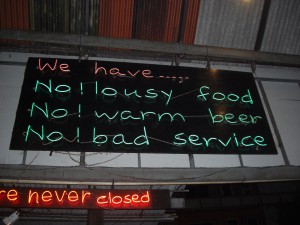 We have.....
No! lousy food
No! warm beer
No! bad service
re never closed